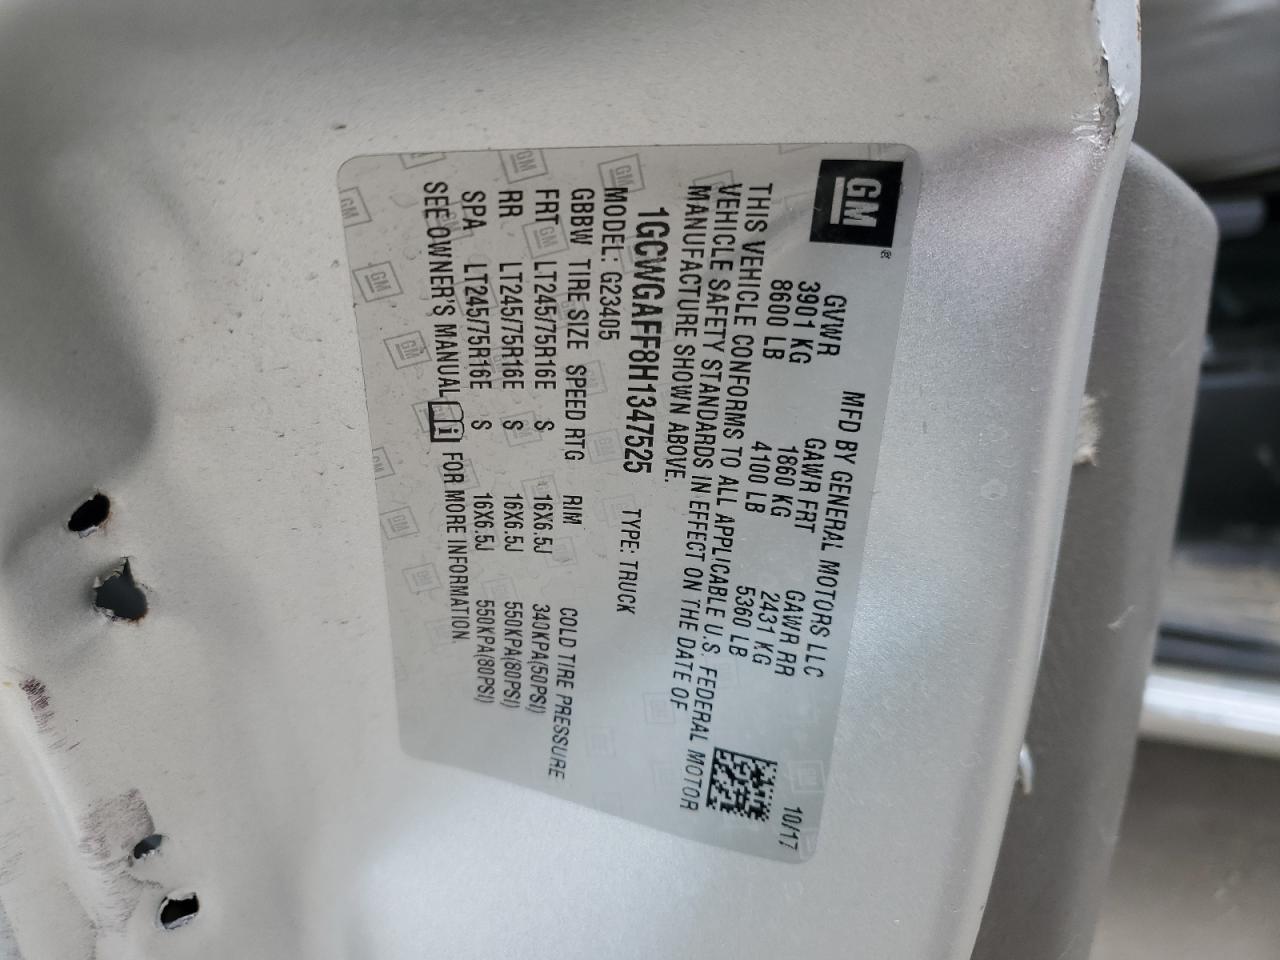 GM®
MFD BY GENERAL MOTORS LLC 10/17
GVWR GAWR FRT GAWR RR
3901 KG 1860 KG 2431 KG
8600 LB 4100 LB 5360 LB
THIS VEHICLE CONFORMS TO ALL APPLICABLE U.S. FEDERAL MOTOR
VEHICLE SAFETY STANDARDS IN EFFECT ON THE DATE OF
MANUFACTURE SHOWN ABOVE.
1GCWGAFF8H1347525 TYPE: TRUCK
MODEL: G23405
GBBW TIRE SIZE SPEED RTG RIM COLD TIRE PRESSURE
FRT LT245/75R16E S 16X6.5J 340KPA(50PSI)
RR LT245/75R16E S 16X6.5J 550KPA(80PSI)
SPA LT245/75R16E S 16X6.5J 550KPA(80PSI)
SEE OWNER'S MANUAL i FOR MORE INFORMATION.